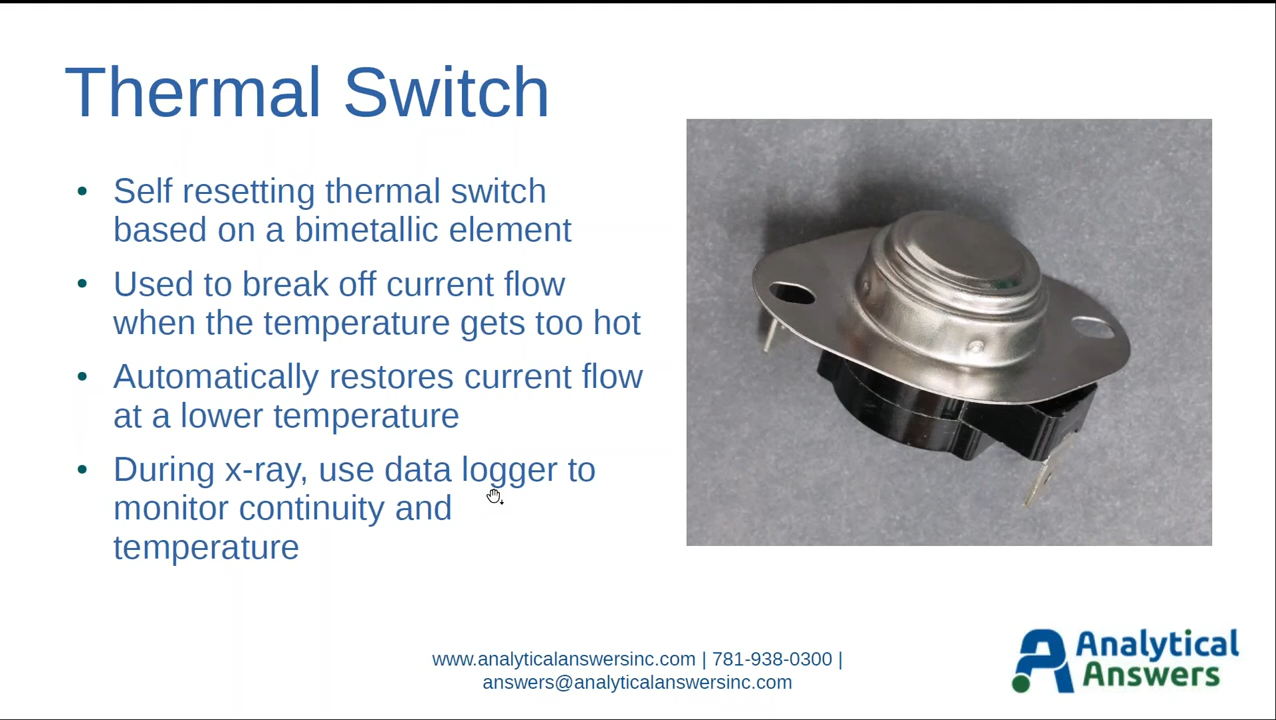 Thermal Switch
• Self resetting thermal switch
based on a bimetallic element
• Used to break off current flow
when the temperature gets too hot
• Automatically restores current flow
at a lower temperature
• During x-ray, use data logger to
monitor continuity and
temperature
www.analyticalanswersinc.com | 781-938-0300 |
answers@analyticalanswersinc.com
Analytical
Answers